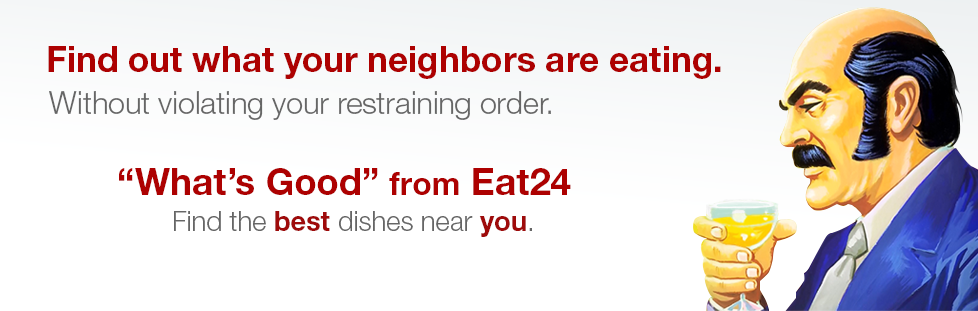 Find out what your neighbors are eating.
Without violating your restraining order.
“What’s Good” from Eat24
Find the best dishes near you.